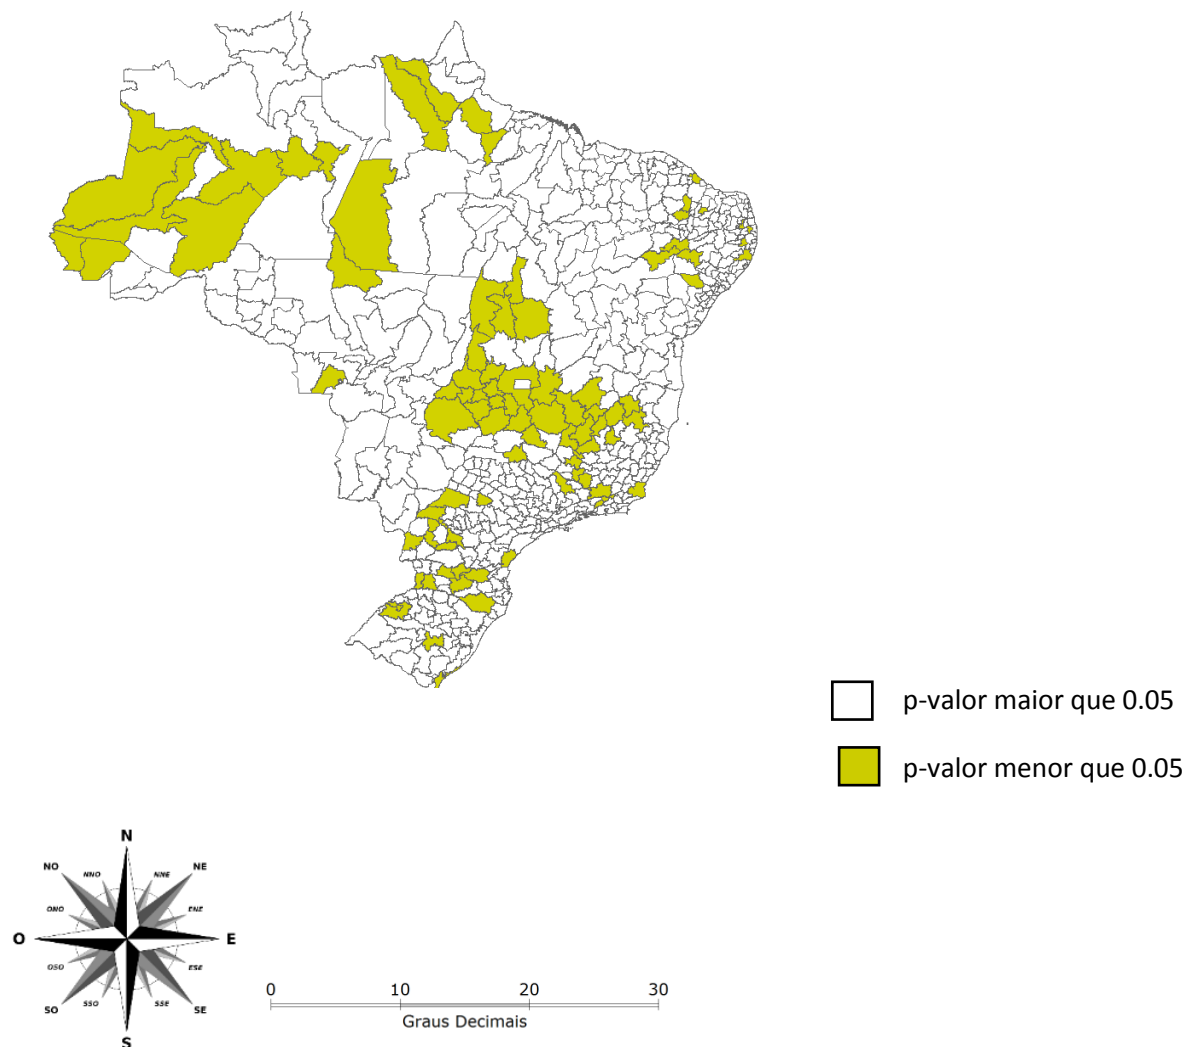 p-valor maior que 0.05
p-valor menor que 0.05
N
NO
NE
NNO
NNE
ONO
ENE
O
E
OSO
ESE
SO
SSO
SSE
SE
S
0
10
20
30
Graus Decimais